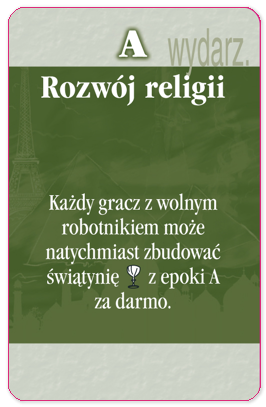 A
wydarz.
Rozwój religii
Każdy gracz z wolnym
robotnikiem może
natychmiast zbudować
świątynię z epoki A
za darmo.